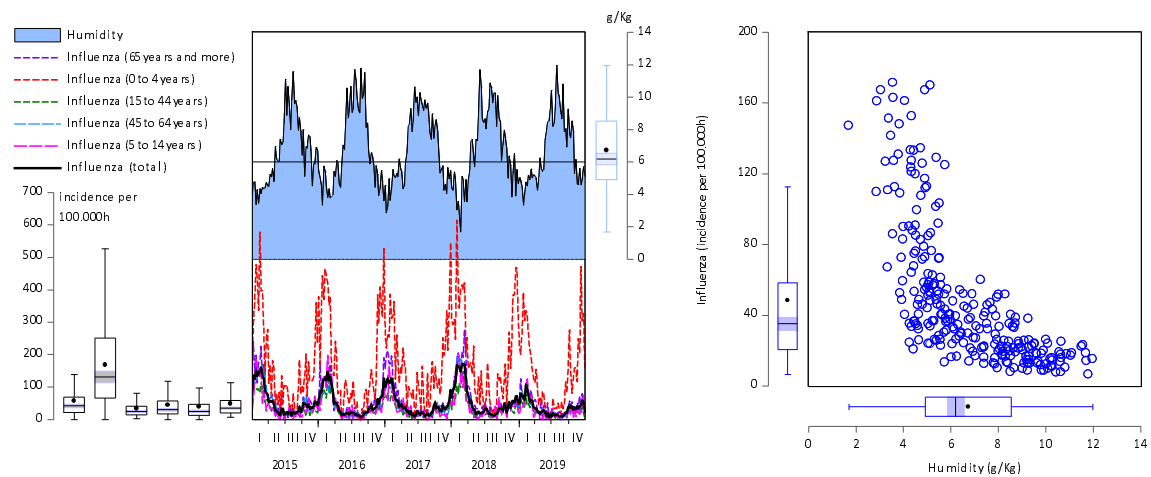 g/Kg
Humidity
Influenza (65 years and more)
Influenza (0 to 4 years)
Influenza (15 to 44 years)
Influenza (45 to 64 years)
Influenza (5 to 14 years)
Influenza (total)
incidence per
100.000h
700
600
500
400
300
200
100
0
14
12
10
8
6
4
2
0
I II III IV I II III IV I II III IV I II III IV I II III IV
2015 2016 2017 2018 2019
Influenza (incidence per 100,000h)
200
160
120
80
40
0
0 2 4 6 8 10 12 14
Humidity (g/Kg)